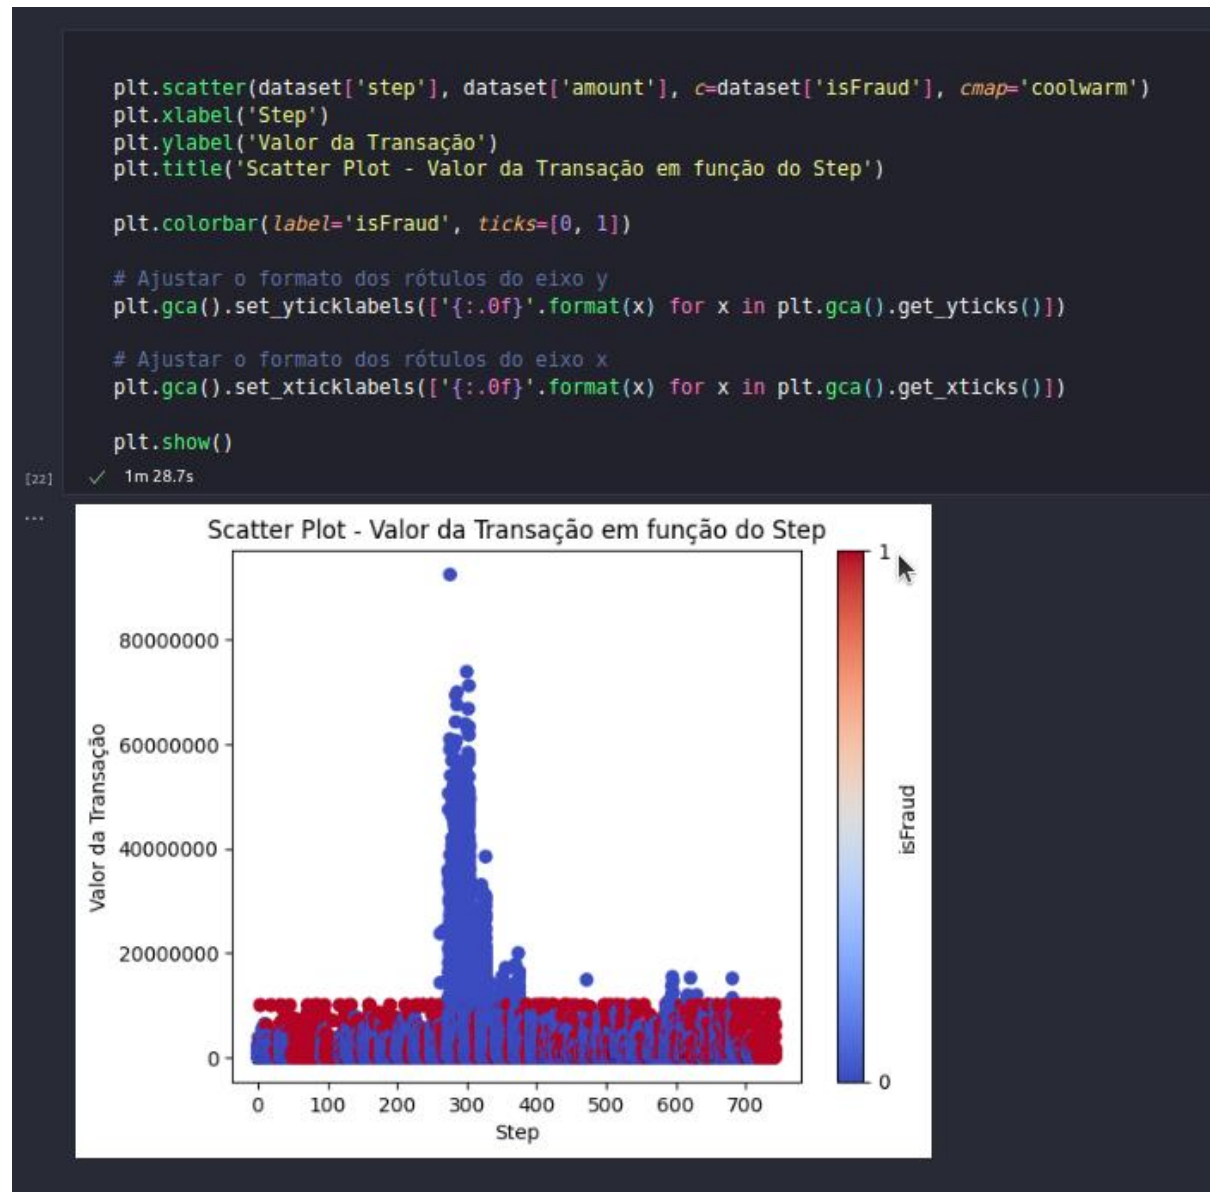 plt.scatter(dataset['step'], dataset['amount'], c=dataset['isFraud'], cmap='coolwarm')
plt.xlabel('Step')
plt.ylabel('Valor da Transação')
plt.title('Scatter Plot - Valor da Transação em função do Step')
plt.colorbar(label='isFraud', ticks=[0, 1])
# Ajustar o formato dos rótulos do eixo y
plt.gca().set_yticklabels(['{:.0f}'.format(x) for x in plt.gca().get_yticks()])
# Ajustar o formato dos rótulos do eixo x
plt.gca().set_xticklabels(['{:.0f}'.format(x) for x in plt.gca().get_xticks()])
plt.show()
[22] ✓ 1m 28.7s
...
Scatter Plot - Valor da Transação em função do Step
1
80000000
60000000
40000000
20000000
0
Valor da Transação
isFraud
0
0 100 200 300 400 500 600 700
Step